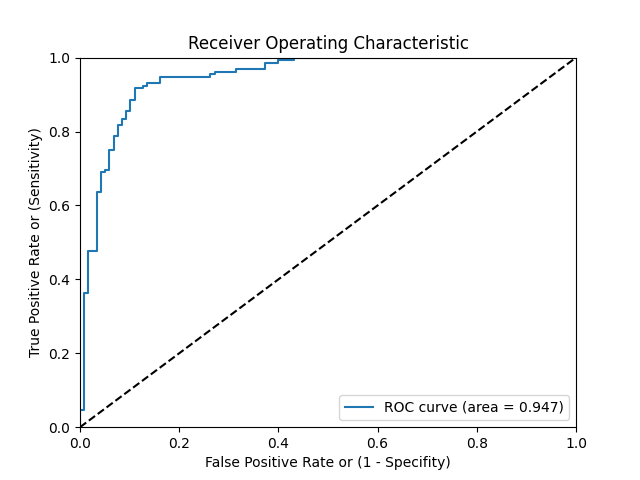 Receiver Operating Characteristic
1.0
0.8
0.6
0.4
0.2
0.0
True Positive Rate or (Sensitivity)
ROC curve (area = 0.947)
0.0 0.2 0.4 0.6 0.8 1.0
False Positive Rate or (1 - Specifity)